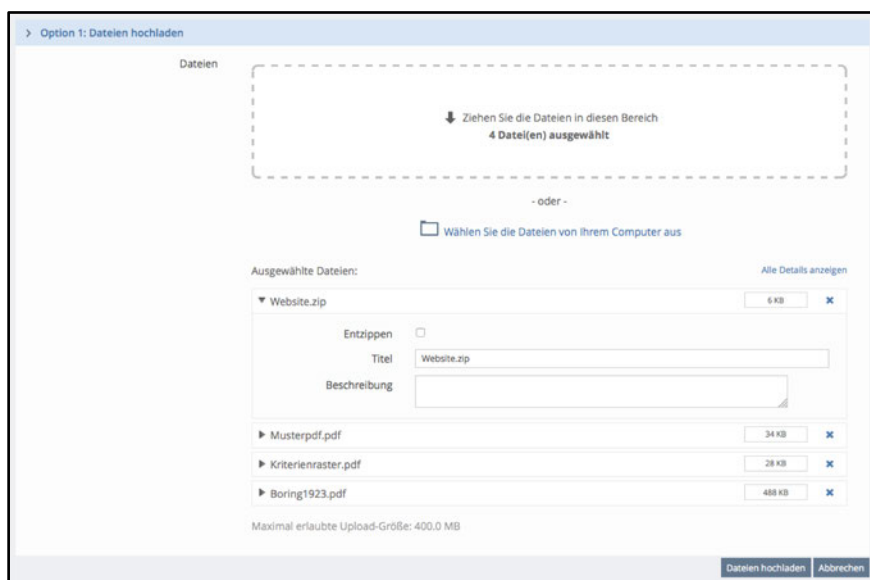 Option 1: Dateien hochladen
Dateien
Ziehen Sie die Dateien in diesen Bereich
4 Datei(en) ausgewählt
- oder -
Wählen Sie die Dateien von Ihrem Computer aus
Ausgewählte Dateien: Alle Details anzeigen
Website.zip 6 KB
Entzippen
Titel Website.zip
Beschreibung
Musterpdf.pdf 34 KB
Kriterienraster.pdf 28 KB
Boring1923.pdf 488 KB
Maximal erlaubte Upload-Größe: 400.0 MB
Dateien hochladen Abbrechen